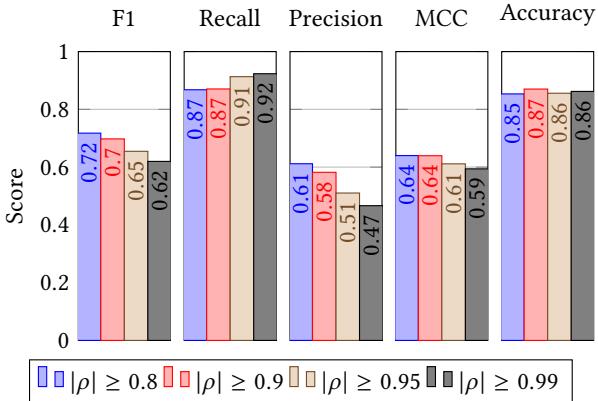 F1 Recall Precision MCC Accuracy
1
0.8
0.6
0.4
0.2
0
Score
0.72 0.7 0.65 0.62
0.87 0.87 0.91 0.92
0.61 0.58 0.51 0.47
0.64 0.64 0.61 0.59
0.85 0.87 0.86 0.86
|ρ| ≥ 0.8 |ρ| ≥ 0.9 |ρ| ≥ 0.95 |ρ| ≥ 0.99